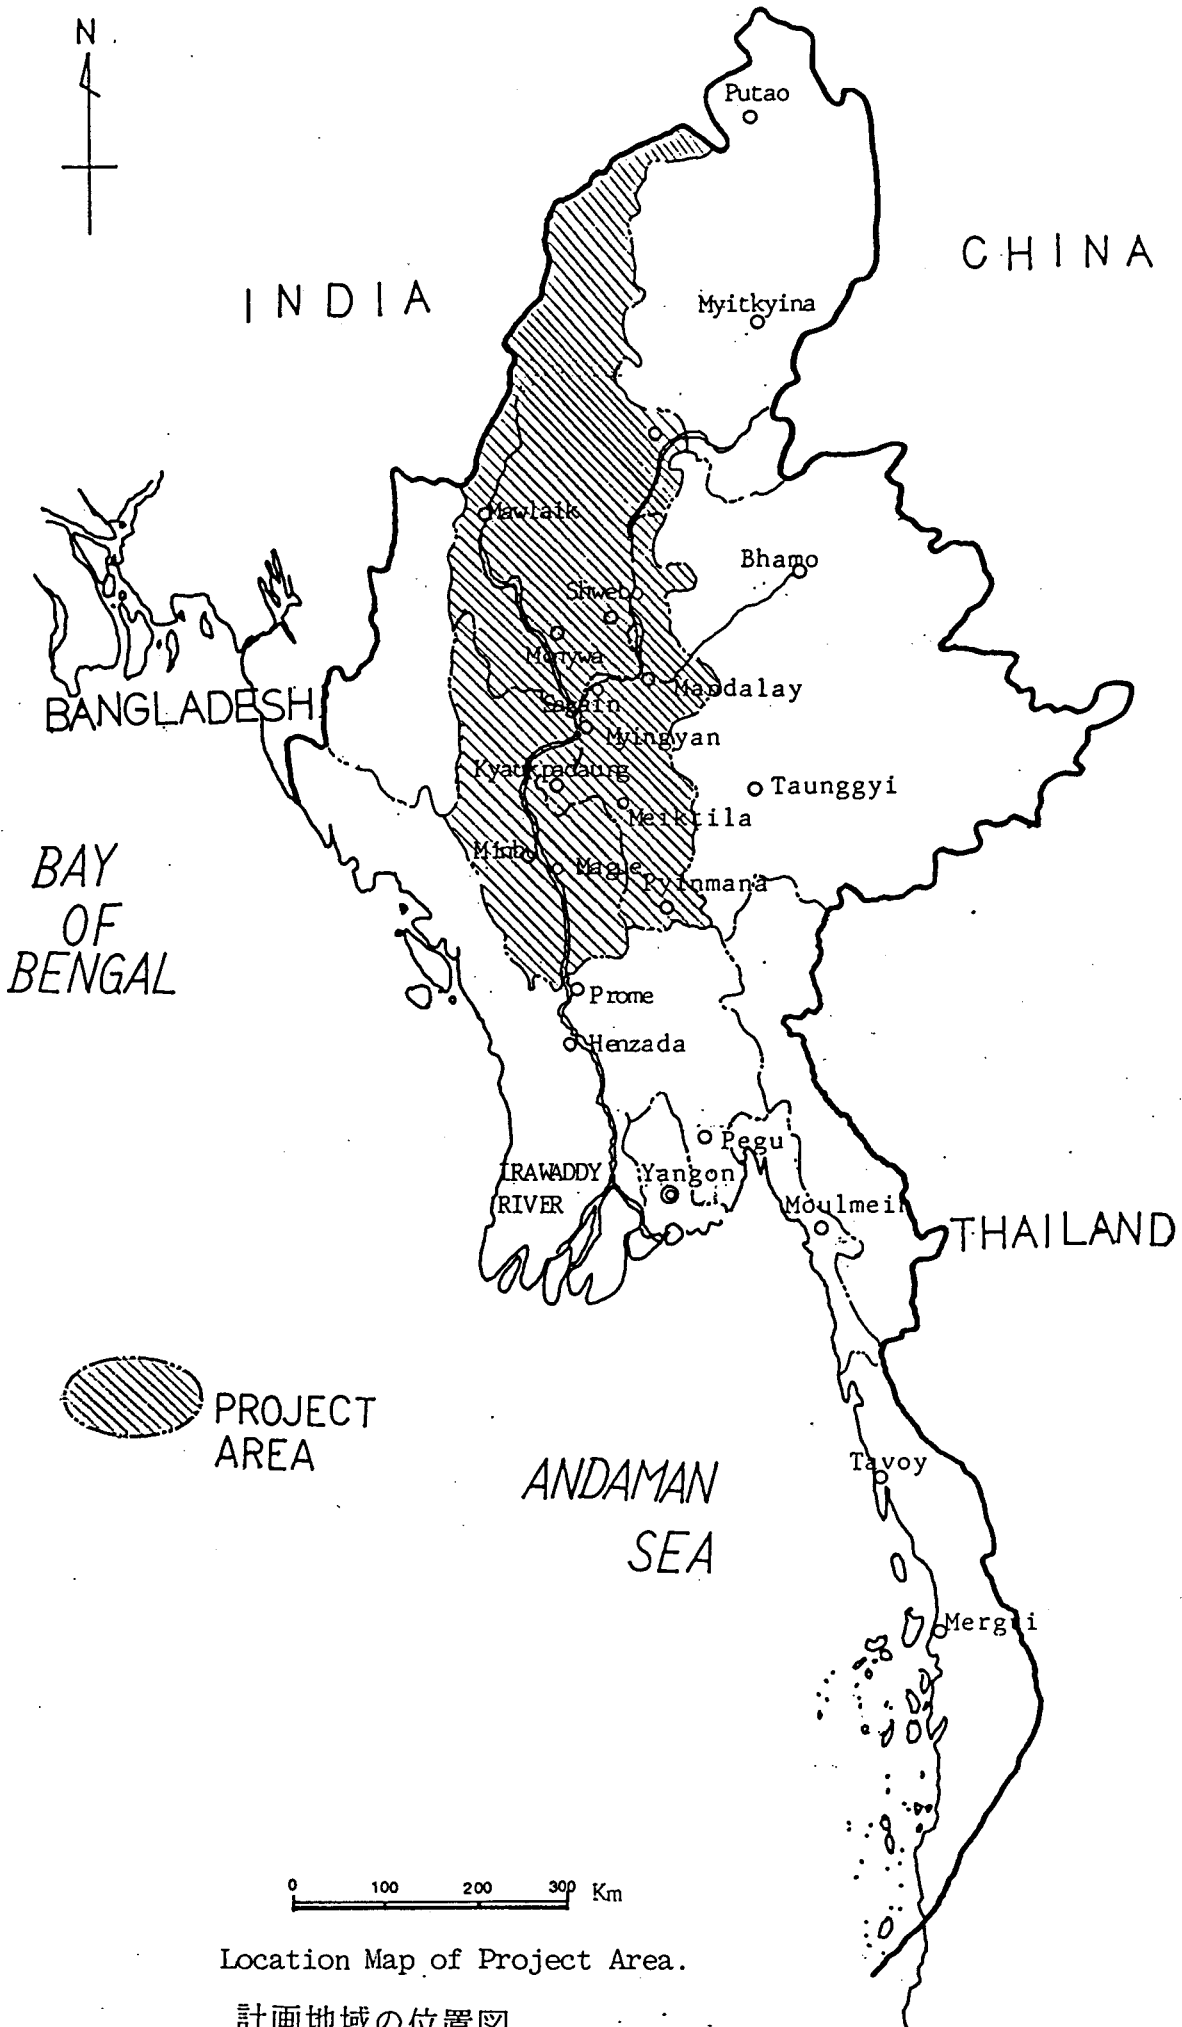 N
Putao
CHINA
INDIA
Myitkyina
Mawlaik
Bhamo
Shwebo
Monywa
BANGLADESH
Mandalay
Sagain
Myingyan
Kyaukpadaung
Taunggyi
Meiktila
BAY
OF
BENGAL
Minbu
Magwe
Pyinmana
Prome
Henzada
Pegu
IRAWADDY
RIVER
Yangon
Moulmein
THAILAND
PROJECT
AREA
ANDAMAN
SEA
Tavoy
Mergui
0 100 200 300 Km
Location Map of Project Area.
計画地域の位置図